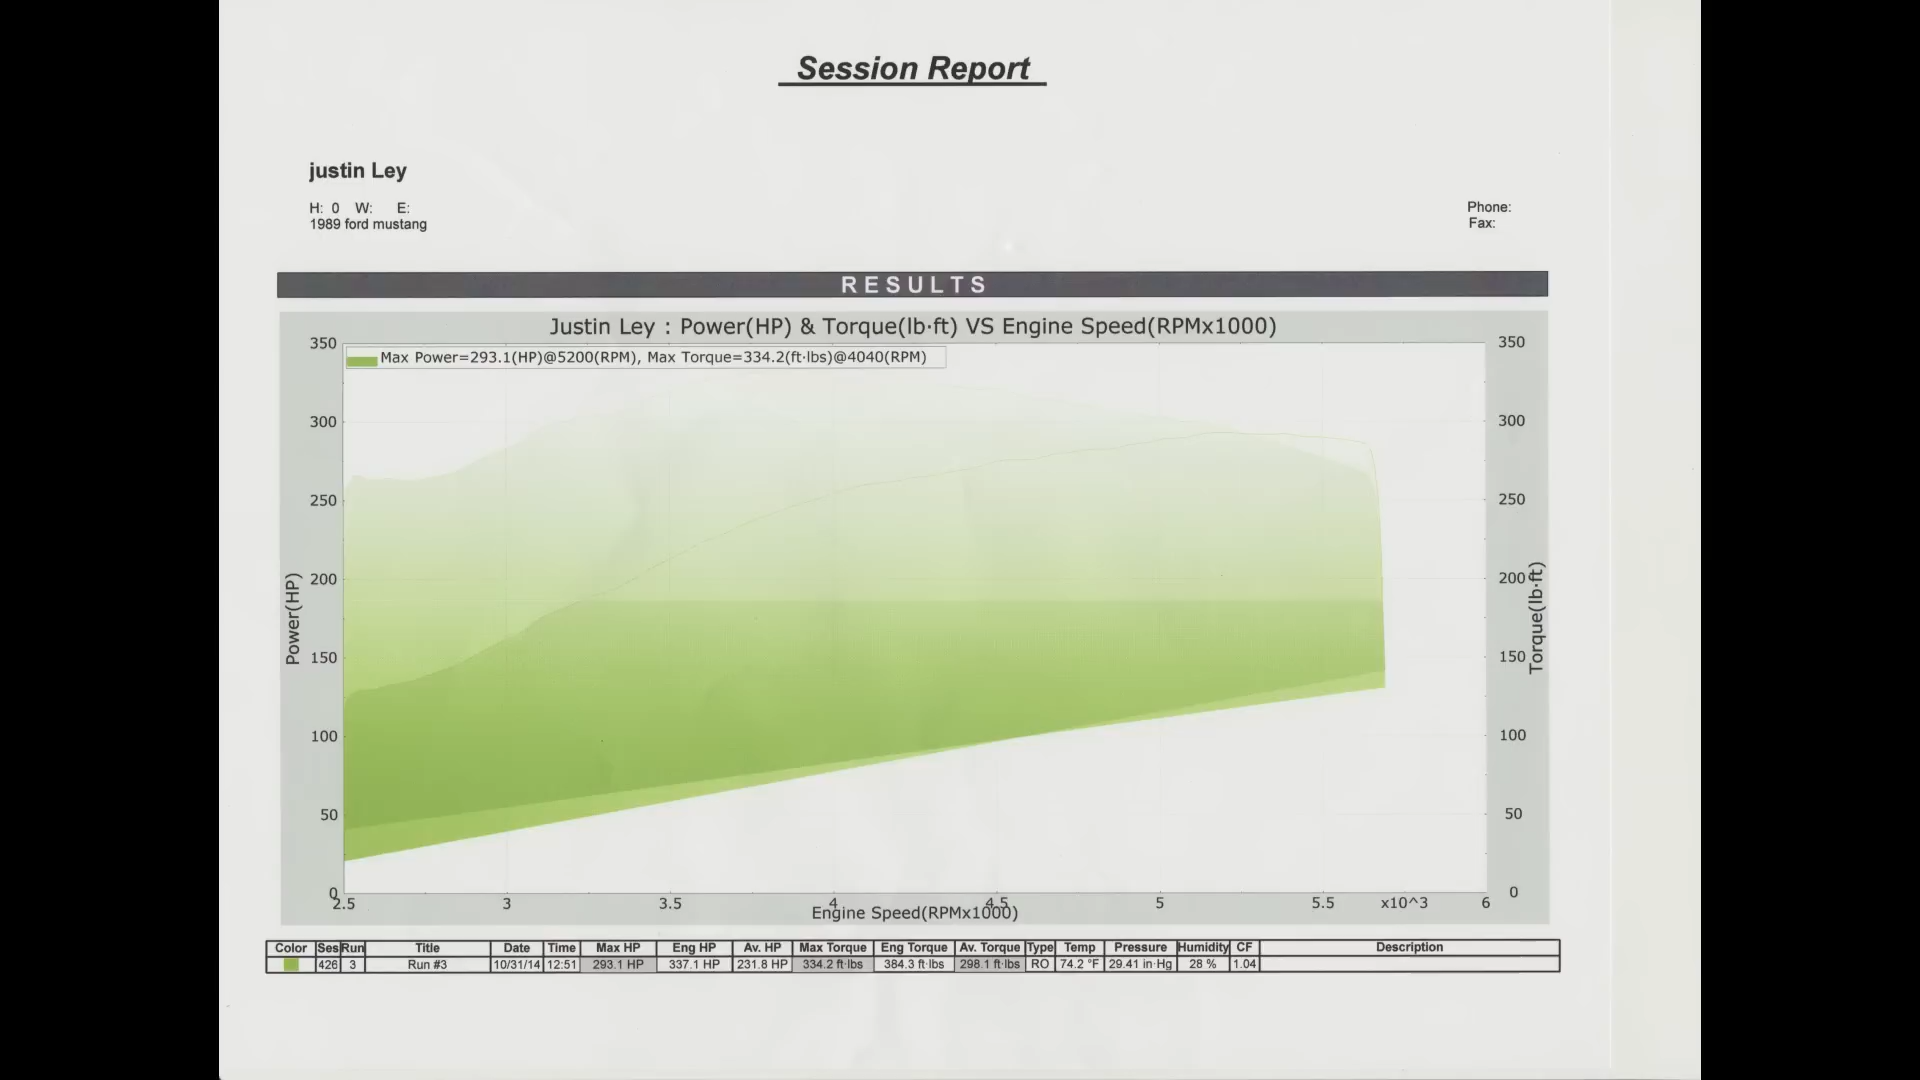 Session Report
justin Ley
H: 0 W: E:
1989 ford mustang
Phone:
Fax:
RESULTS
Justin Ley : Power(HP) & Torque(lb·ft) VS Engine Speed(RPMx1000)
Max Power=293.1(HP)@5200(RPM), Max Torque=334.2(ft·lbs)@4040(RPM)
350 350
300 300
250 250
200 200
150 150
100 100
50 50
0 0
Power(HP)
Torque(lb·ft)
2.5 3 3.5 4 4.5 5 5.5 x10^3 6
Engine Speed(RPMx1000)
Color Ses Run Title Date Time Max HP Eng HP Av. HP Max Torque Eng Torque Av. Torque Type Temp Pressure Humidity CF Description
426 3 Run #3 10/31/14 12:51 293.1 HP 337.1 HP 231.8 HP 334.2 ft·lbs 384.3 ft·lbs 298.1 ft·lbs RO 74.2 °F 29.41 in·Hg 28 % 1.04